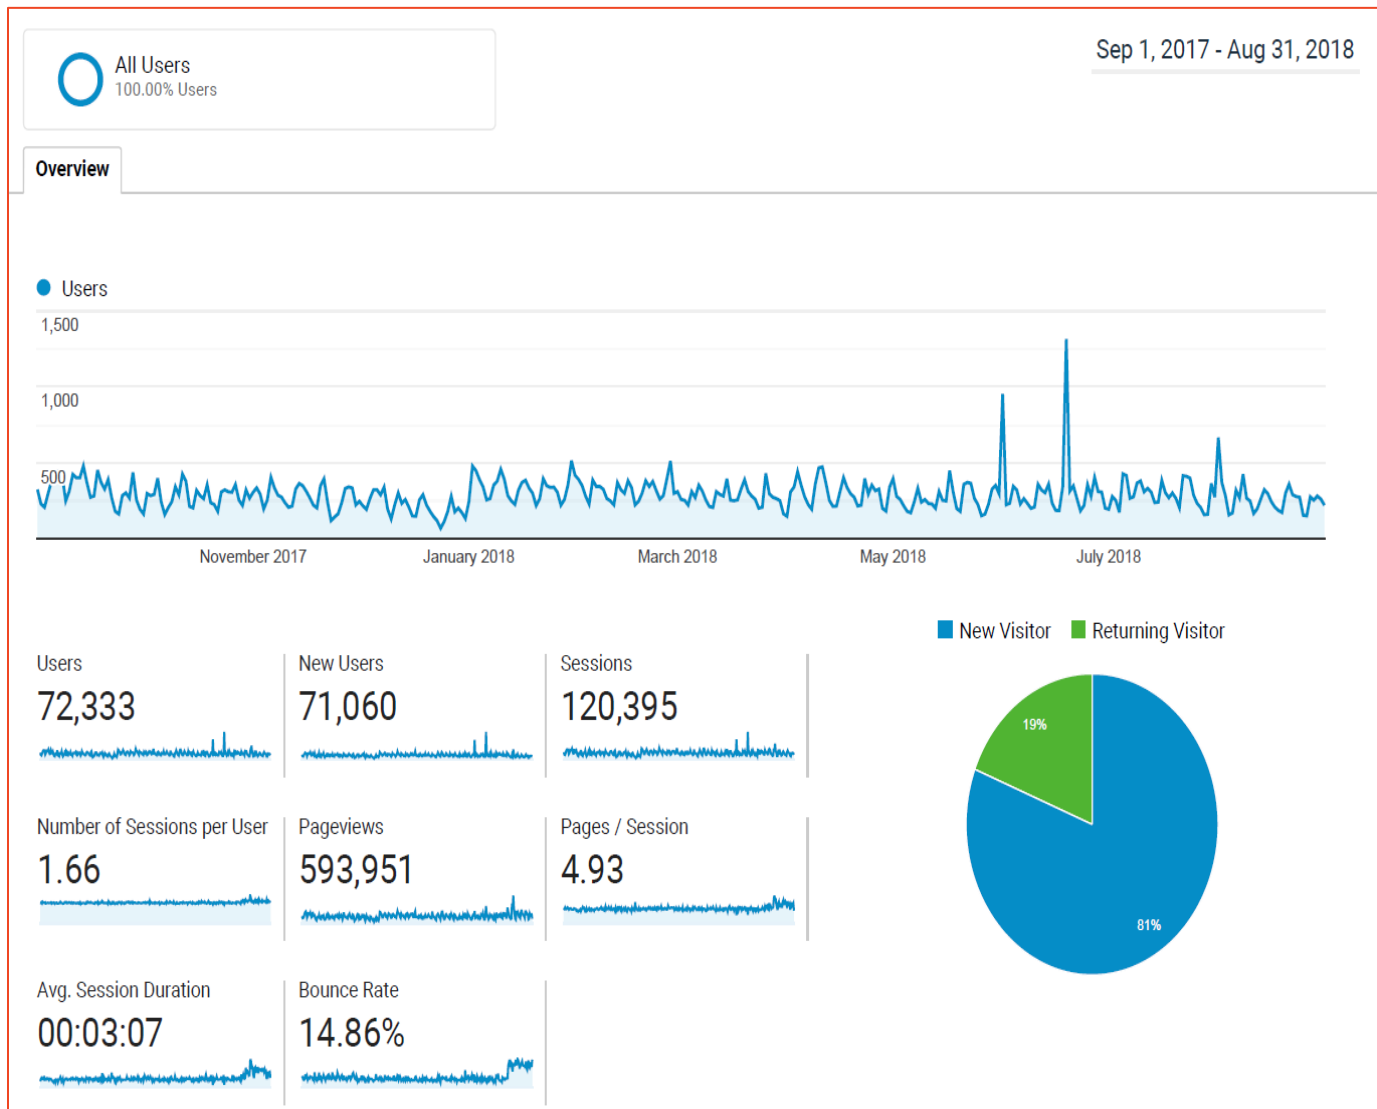 All Users
100.00% Users
Sep 1, 2017 - Aug 31, 2018
Overview
Users
1,500
1,000
500
November 2017
January 2018
March 2018
May 2018
July 2018
New Visitor
Returning Visitor
Users
72,333
New Users
71,060
Sessions
120,395
Number of Sessions per User
1.66
Pageviews
593,951
Pages / Session
4.93
Avg. Session Duration
00:03:07
Bounce Rate
14.86%
19%
81%